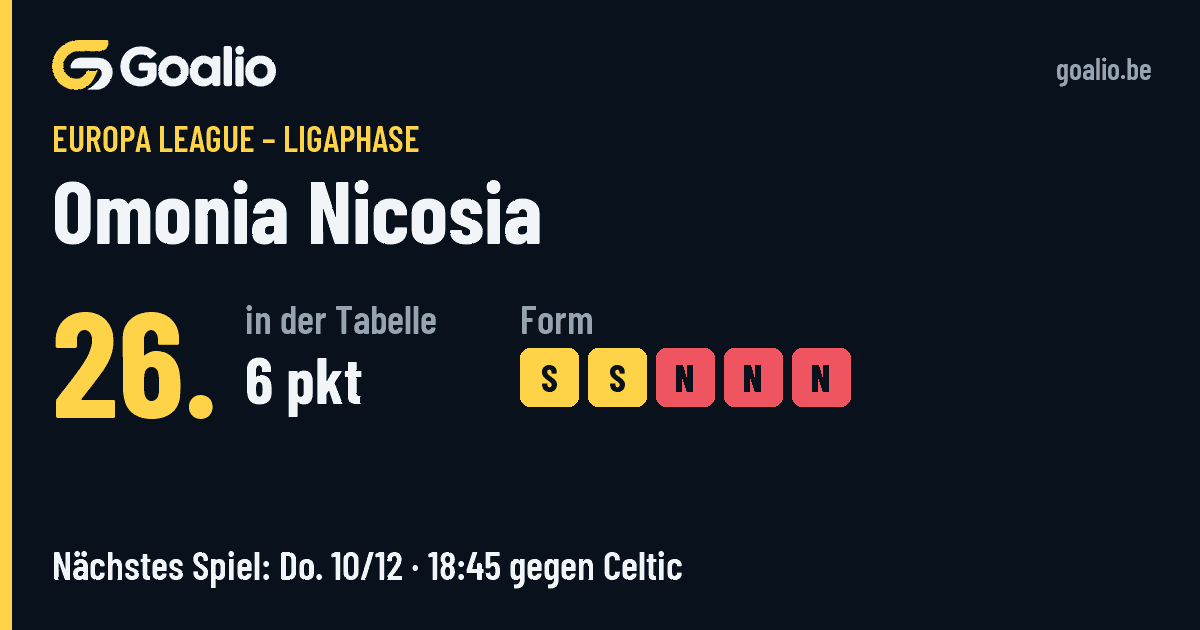 Goalio
goalio.be
EUROPA LEAGUE – LIGAPHASE
Omonia Nicosia
26.
in der Tabelle
6 pkt
Form
S S N N N
Nächstes Spiel: Do. 10/12 · 18:45 gegen Celtic